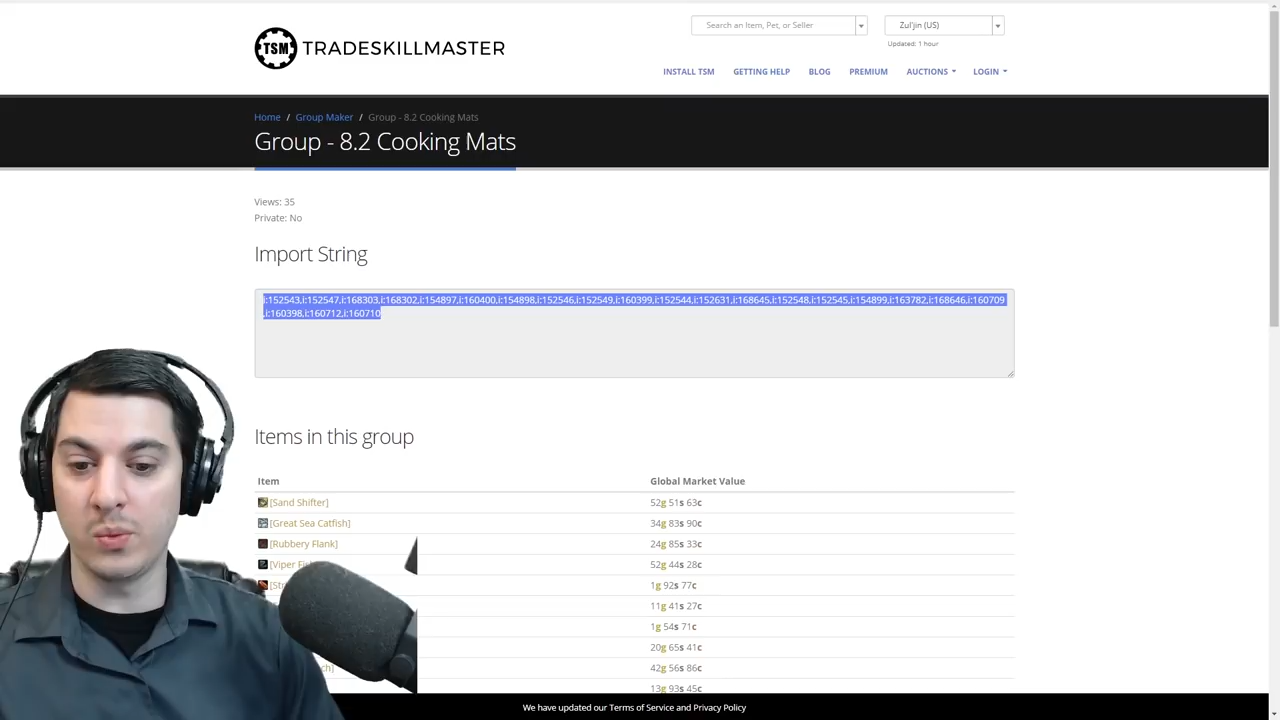 Search an Item, Pet, or Seller
Zul'jin (US)
TSM TRADESKILLMASTER
Updated: 1 hour
INSTALL TSM GETTING HELP BLOG PREMIUM AUCTIONS LOGIN
Home / Group Maker / Group - 8.2 Cooking Mats
Group - 8.2 Cooking Mats
Views: 35
Private: No
Import String
i:152543,i:152547,i:168303,i:168302,i:154897,i:160400,i:154898,i:152546,i:152549,i:160399,i:152544,i:152631,i:168645,i:152548,i:152545,i:154899,i:163782,i:168646,i:160709
,i:160398,i:160712,i:160710
Items in this group
Item Global Market Value
[Sand Shifter] 52g 51s 63c
[Great Sea Catfish] 34g 83s 90c
[Rubbery Flank] 24g 85s 33c
[Viper 52g 44s 28c
1g 92s 77c
11g 41s 27c
1g 54s 71c
20g 65s 41c
42g 56s 86c
13g 93s 45c
We have updated our Terms of Service and Privacy Policy